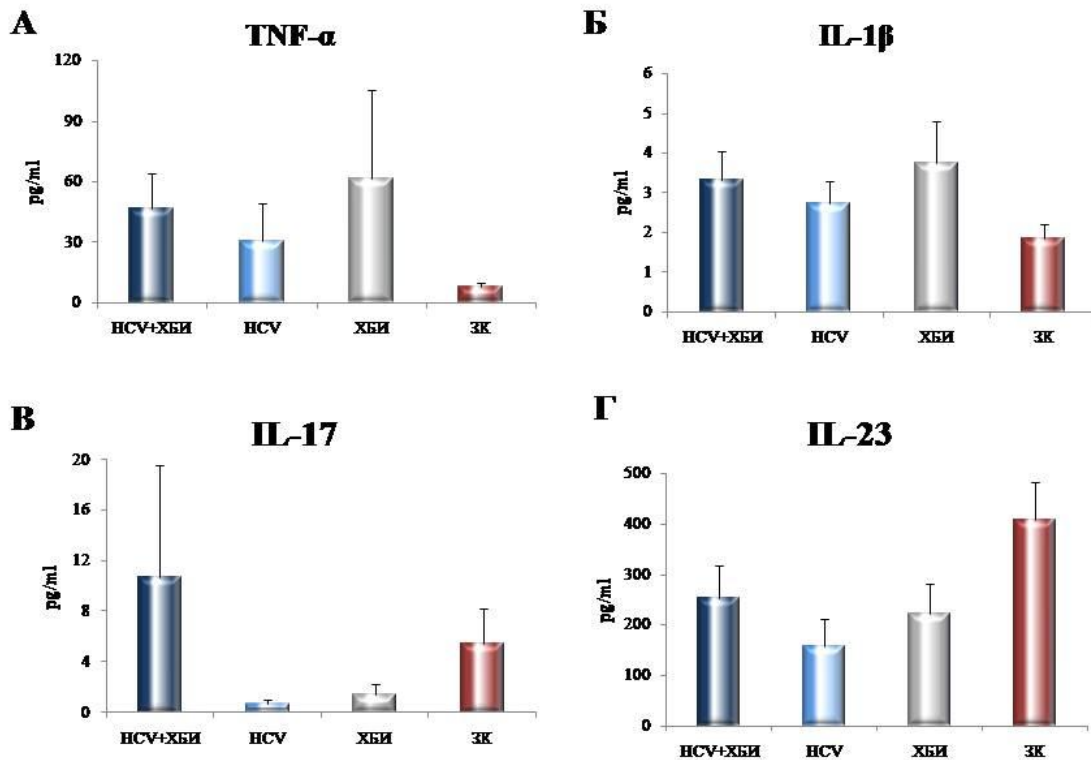 А
TNF-α
120
90
60
30
0
pg/ml
HCV+ХБИ HCV ХБИ ЗК
Б
IL-1β
6
5
4
3
2
1
0
pg/ml
HCV+ХБИ HCV ХБИ ЗК
В
IL-17
20
16
12
8
4
0
pg/ml
HCV+ХБИ HCV ХБИ ЗК
Г
IL-23
500
400
300
200
100
0
pg/ml
HCV+ХБИ HCV ХБИ ЗК